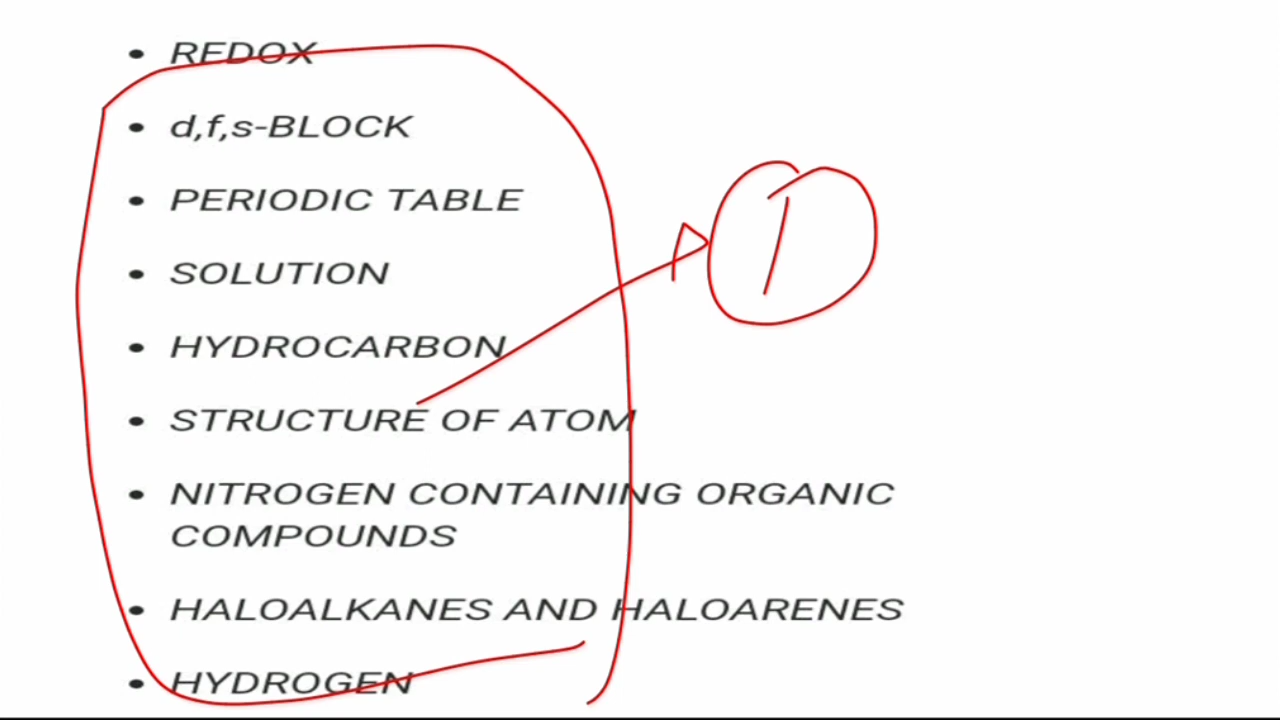 • REDOX
• d,f,s-BLOCK
• PERIODIC TABLE
• SOLUTION
• HYDROCARBON
• STRUCTURE OF ATOM
• NITROGEN CONTAINING ORGANIC
COMPOUNDS
• HALOALKANES AND HALOARENES
• HYDROGEN
1